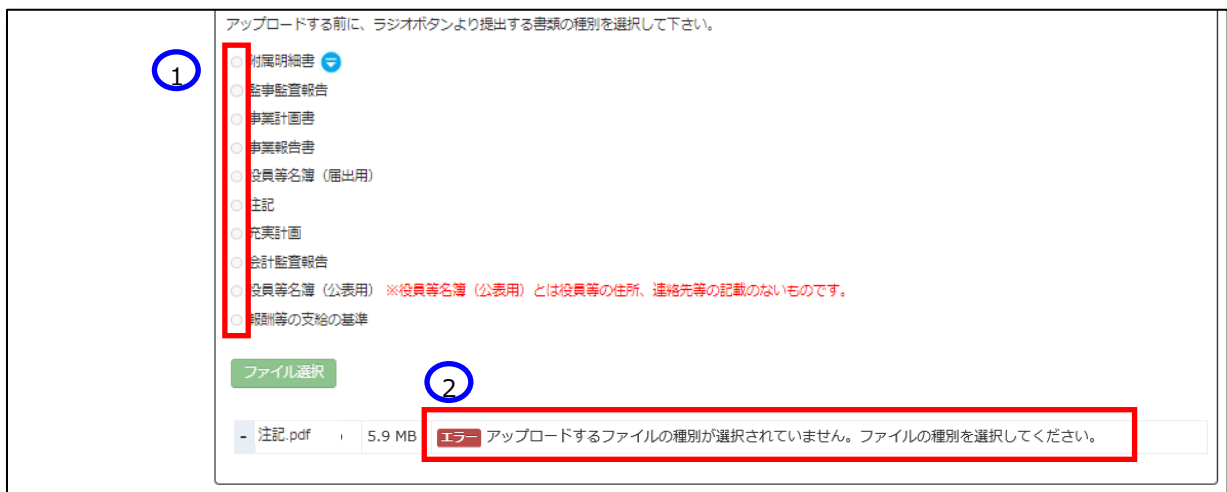 アップロードする前に、ラジオボタンより提出する書類の種別を選択して下さい。
1
附属明細書
監事監査報告
事業計画書
事業報告書
役員等名簿（届出用）
注記
充実計画
会計監査報告
役員等名簿（公表用） ※役員等名簿（公表用）とは役員等の住所、連絡先等の記載のないものです。
報酬等の支給の基準
ファイル選択
2
- 注記.pdf 5.9 MB エラー アップロードするファイルの種別が選択されていません。ファイルの種別を選択してください。